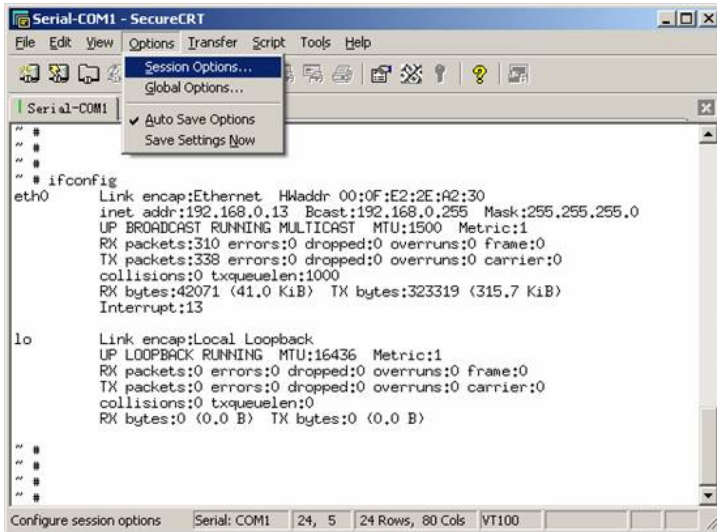 Serial-COM1 - SecureCRT
File Edit View Options Transfer Script Tools Help
Session Options...
Global Options...
Auto Save Options
Save Settings Now
Serial-COM1
~ #
~ #
~ #
~ # ifconfig
eth0 Link encap:Ethernet HWaddr 00:0F:E2:2E:A2:30
inet addr:192.168.0.13 Bcast:192.168.0.255 Mask:255.255.255.0
UP BROADCAST RUNNING MULTICAST MTU:1500 Metric:1
RX packets:310 errors:0 dropped:0 overruns:0 frame:0
TX packets:338 errors:0 dropped:0 overruns:0 carrier:0
collisions:0 txqueuelen:1000
RX bytes:42071 (41.0 KiB) TX bytes:323319 (315.7 KiB)
Interrupt:13
lo Link encap:Local Loopback
UP LOOPBACK RUNNING MTU:16436 Metric:1
RX packets:0 errors:0 dropped:0 overruns:0 frame:0
TX packets:0 errors:0 dropped:0 overruns:0 carrier:0
collisions:0 txqueuelen:0
RX bytes:0 (0.0 B) TX bytes:0 (0.0 B)
~ #
~ #
~ #
~ #
Configure session options Serial: COM1 24, 5 24 Rows, 80 Cols VT100